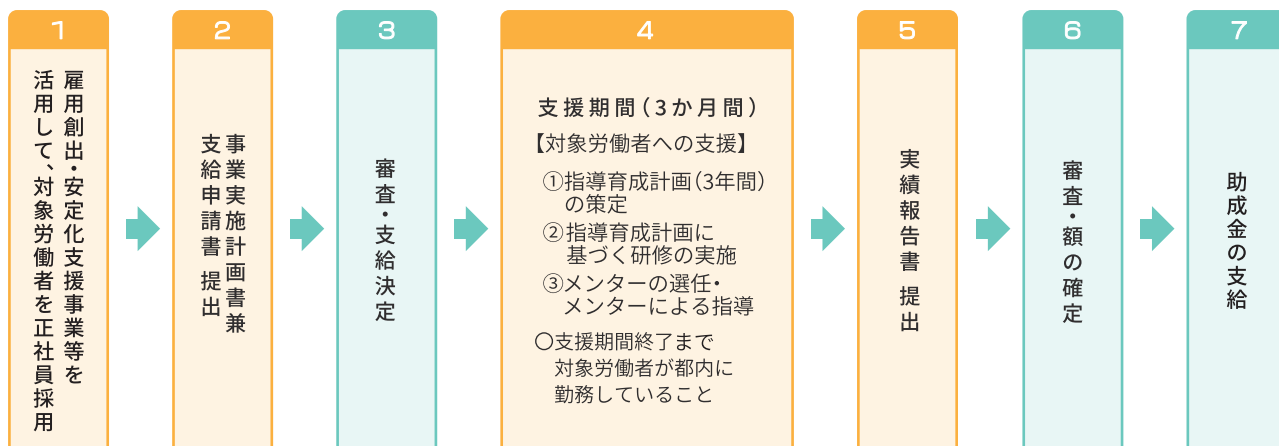 1
雇用創出・安定化支援事業等を
活用して、対象労働者を正社員採用
2
事業実施計画書兼
支給申請書 提出
3
審査・支給決定
4
支援期間(3か月間)
【対象労働者への支援】
①指導育成計画(3年間)
の策定
②指導育成計画に
基づく研修の実施
③メンターの選任・
メンターによる指導
〇支援期間終了まで
対象労働者が都内に
勤務していること
5
実績報告書 提出
6
審査・額の確定
7
助成金の支給